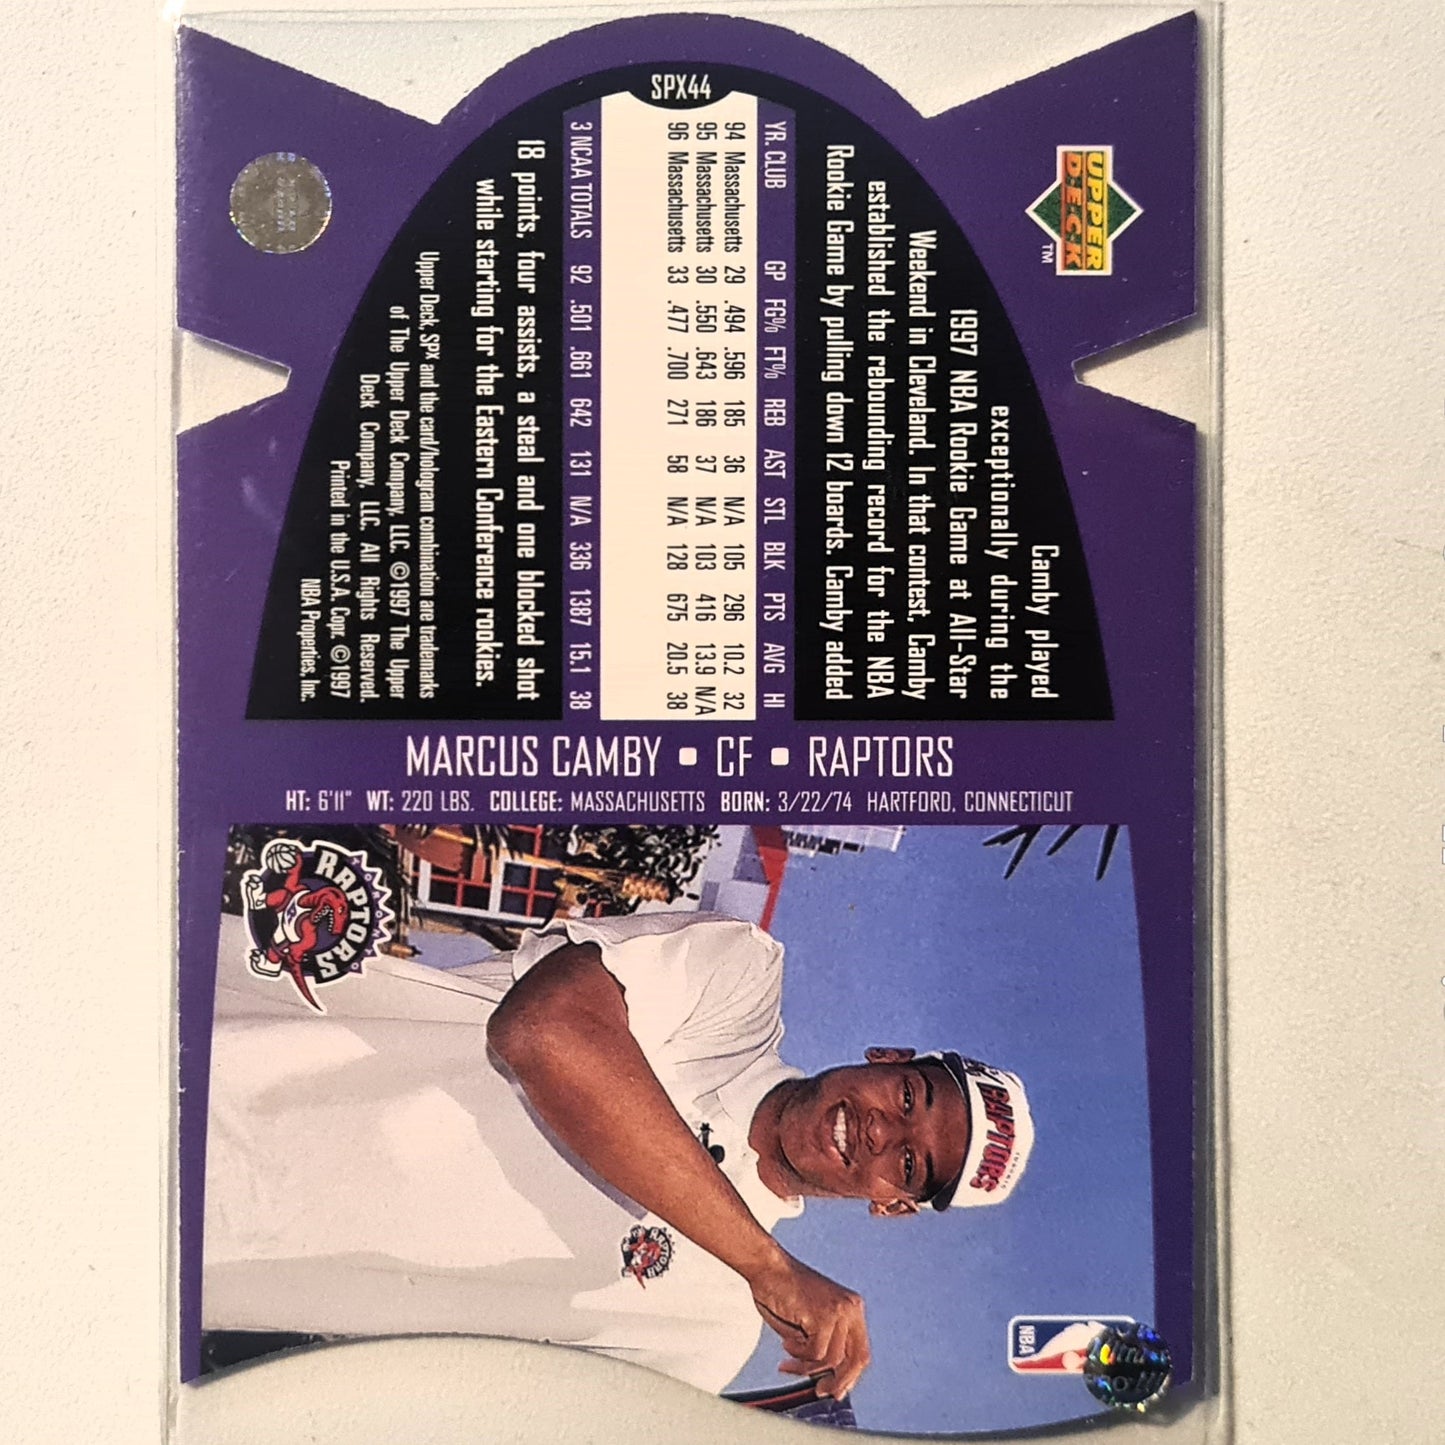 SPX44
UPPER
DECK
TM
Camby played
exceptionally during the
1997 NBA Rookie Game at All-Star
Weekend in Cleveland. In that contest, Camby
established the rebounding record for the NBA
Rookie Game by pulling down 12 boards. Camby added
YR. CLUB GP FG% FT% REB AST STL BLK PTS AVG HI
94 Massachusetts 29 .494 .596 185 36 N/A 105 296 10.2 32
95 Massachusetts 30 .550 .643 186 37 N/A 103 416 13.9 N/A
96 Massachusetts 33 .477 .700 271 58 N/A 128 675 20.5 38
3 NCAA TOTALS 92 .501 .661 642 131 N/A 336 1387 15.1 38
18 points, four assists, a steal and one blocked shot
while starting for the Eastern Conference rookies.
Upper Deck, SPX and the card/hologram combination are trademarks
of The Upper Deck Company, LLC. ©1997 The Upper
Deck Company, LLC. All Rights Reserved.
Printed in the U.S.A. Copr. ©1997
NBA Properties, Inc.
MARCUS CAMBY • CF • RAPTORS
HT: 6'11" WT: 220 LBS. COLLEGE: MASSACHUSETTS BORN: 3/22/74 HARTFORD, CONNECTICUT
RAPTORS
RAPTORS
RAPTORS
NBA
Ultra
PRO